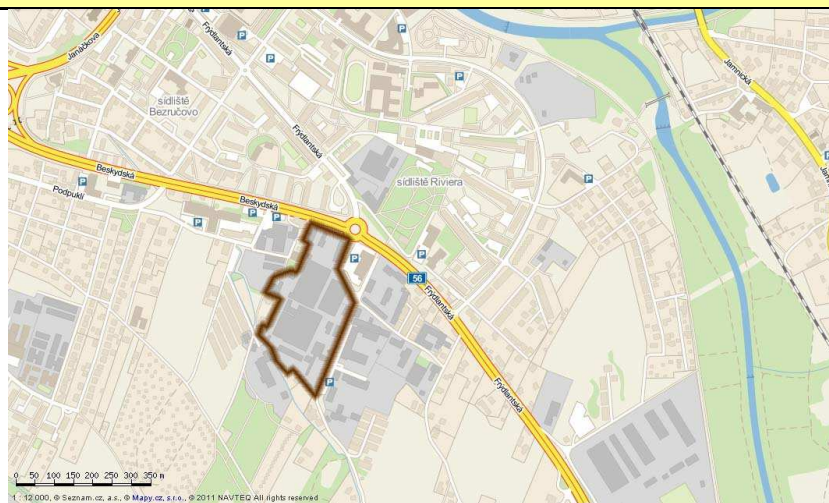 Janáčkova
Frýdlantská
Jamnická
sídliště
Bezručovo
P
Frýdlantská
P
Beskydská
sídliště Riviera
P
Podpuklí
P
Beskydská
P
P
P
P
56
Frýdlantská
P
Frýdlantská
0 50 100 150 200 250 300 350 m
1 : 12 000, © Seznam.cz, a.s., © Mapy.cz, s.r.o., © 2011 NAVTEQ All rights reserved